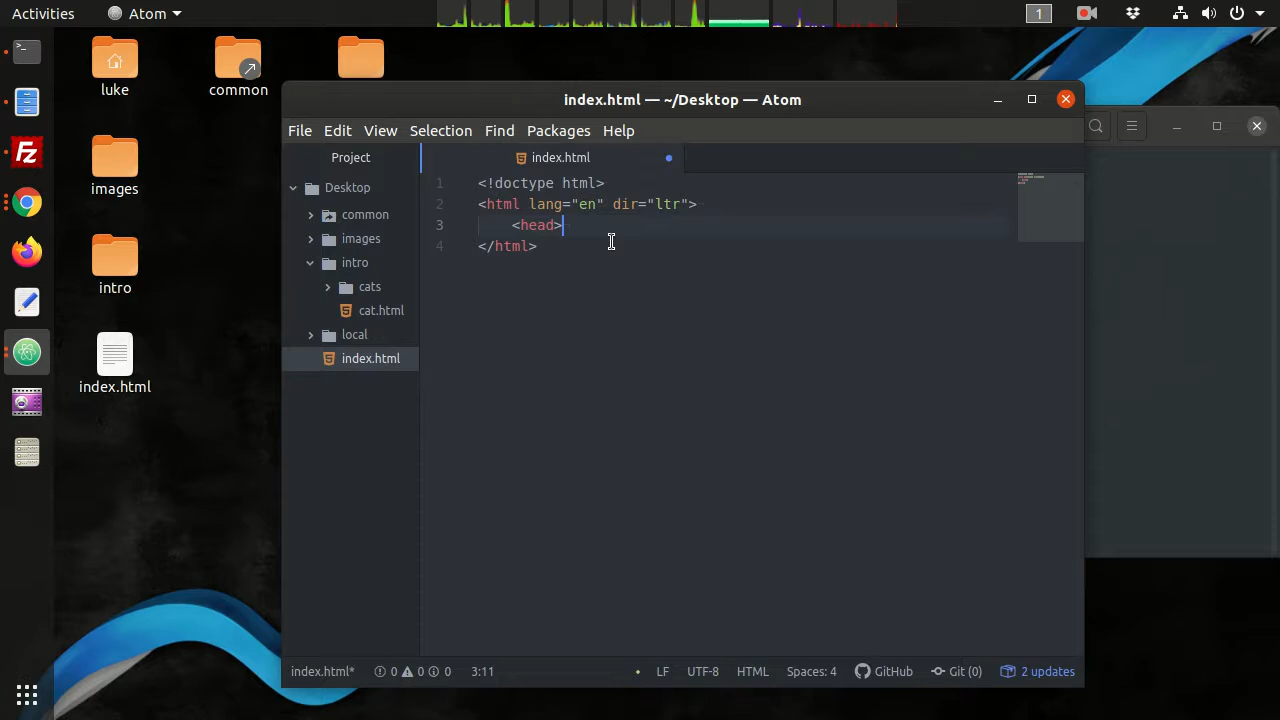 Activities
Atom
1
luke
common
images
intro
index.html
index.html — ~/Desktop — Atom
File Edit View Selection Find Packages Help
Project
Desktop
common
images
intro
cats
cat.html
local
index.html
index.html
1 <!doctype html>
2 <html lang="en" dir="ltr">
3 <head>
4 </html>
index.html* 0 0 0 3:11
LF UTF-8 HTML Spaces: 4 GitHub Git (0) 2 updates